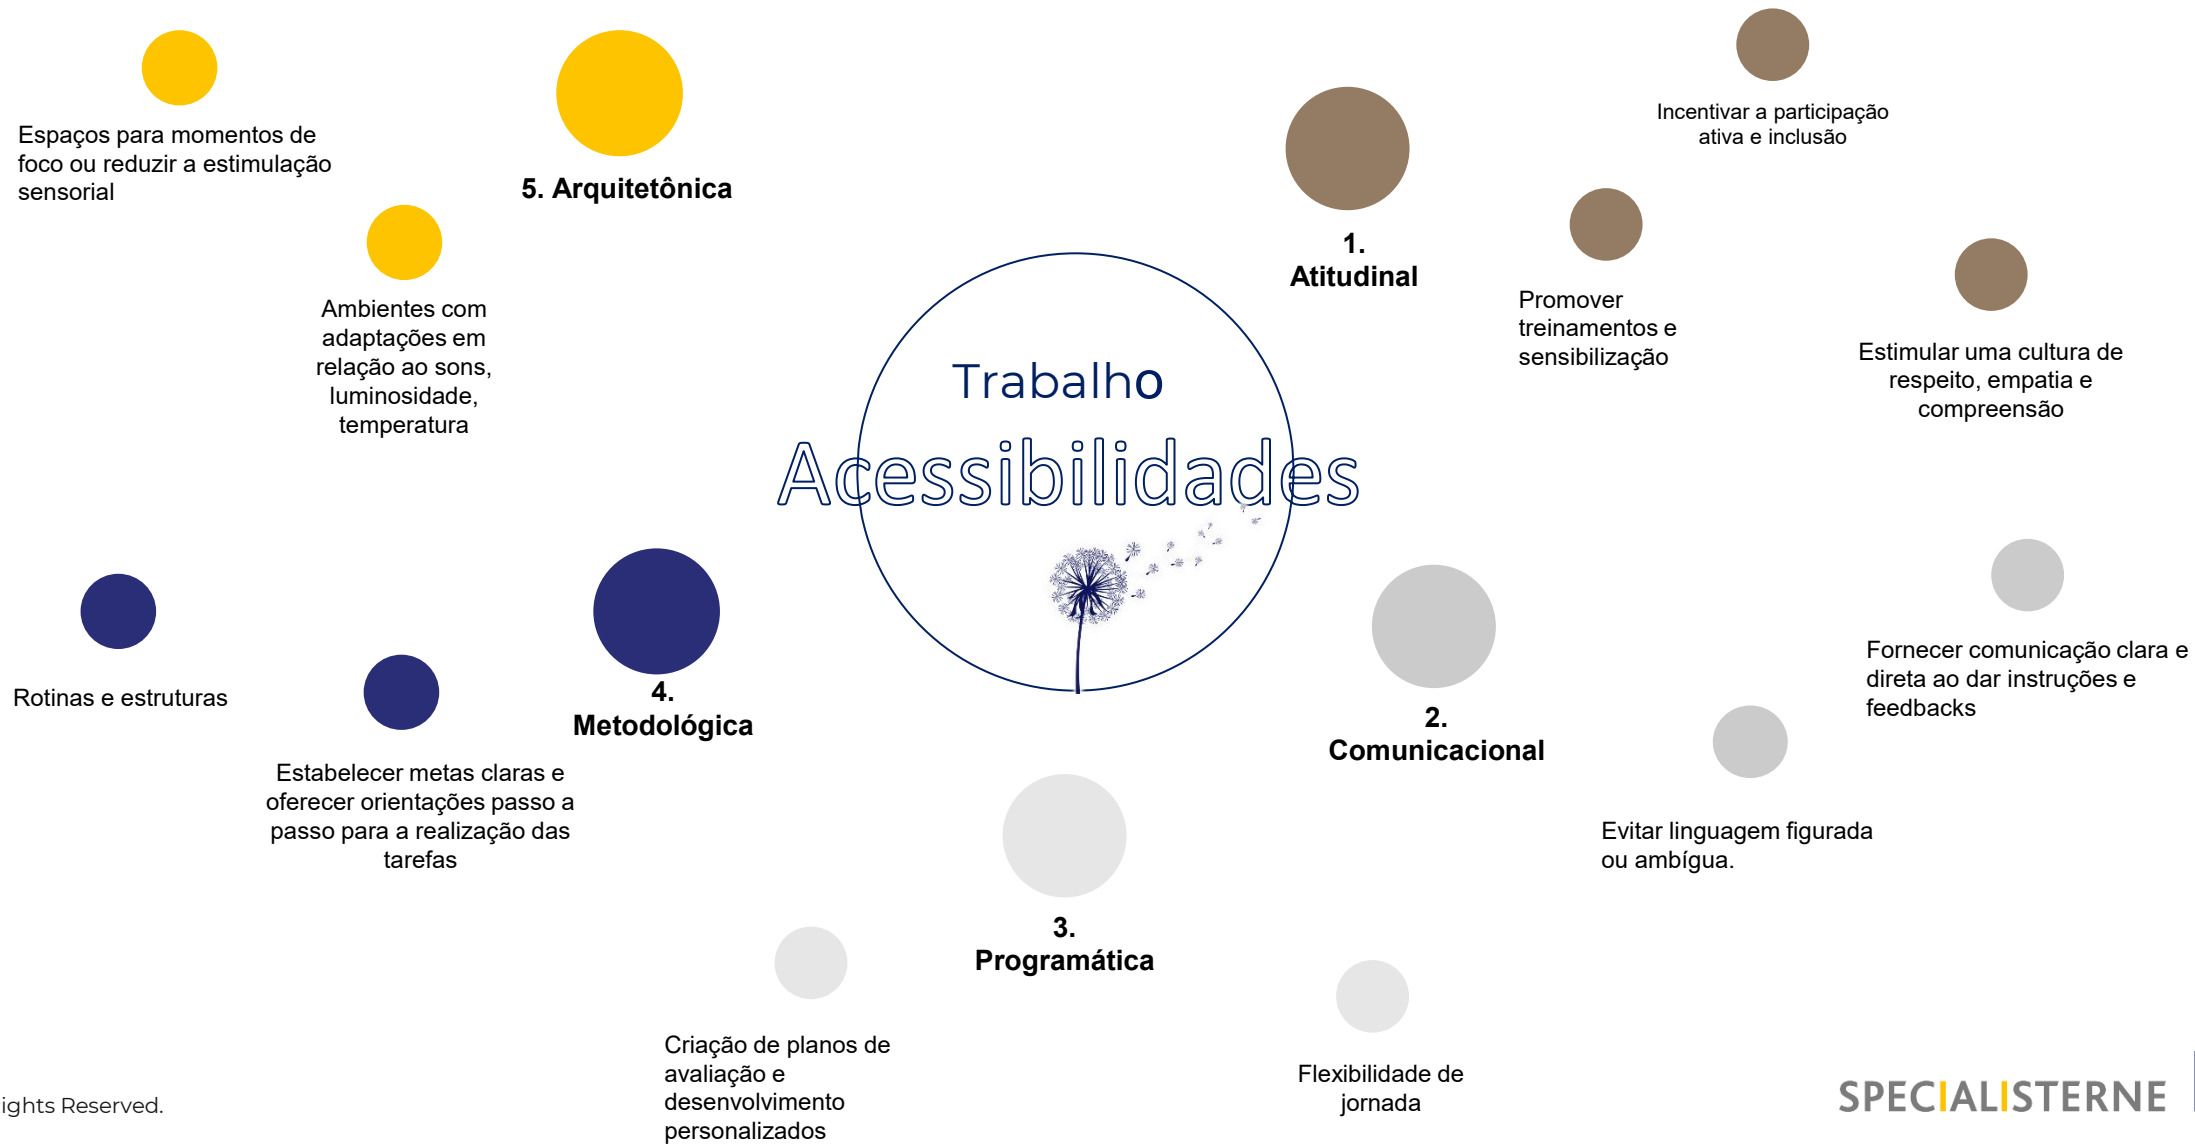 Trabalho
Acessibilidades
1.
Atitudinal
Incentivar a participação
ativa e inclusão
Promover
treinamentos e
sensibilização
Estimular uma cultura de
respeito, empatia e
compreensão
2.
Comunicacional
Fornecer comunicação clara e
direta ao dar instruções e
feedbacks
Evitar linguagem figurada
ou ambígua.
3.
Programática
Criação de planos de
avaliação e
desenvolvimento
personalizados
Flexibilidade de
jornada
4.
Metodológica
Rotinas e estruturas
Estabelecer metas claras e
oferecer orientações passo a
passo para a realização das
tarefas
5. Arquitetônica
Espaços para momentos de
foco ou reduzir a estimulação
sensorial
Ambientes com
adaptações em
relação ao sons,
luminosidade,
temperatura
ights Reserved.
SPECIALISTERNE